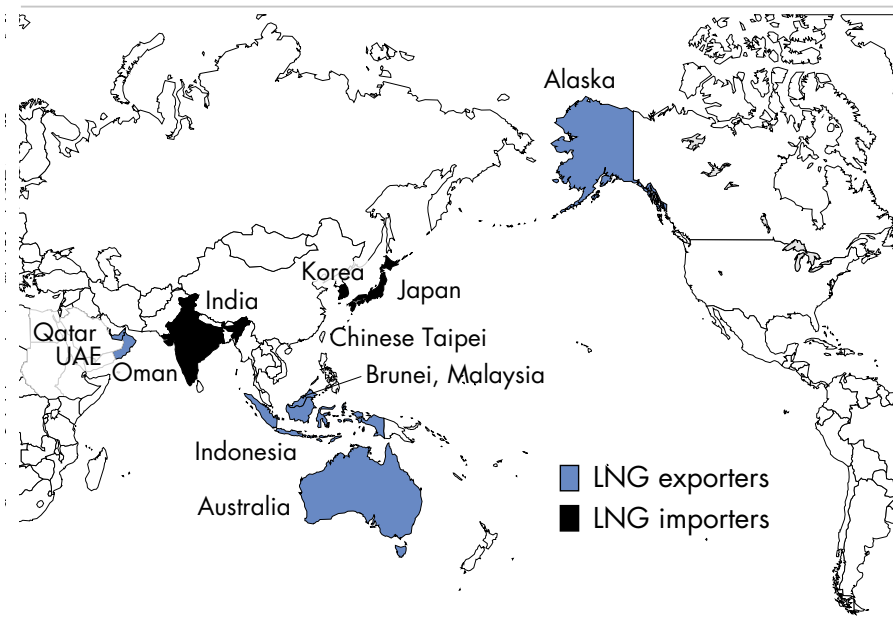 Alaska
Korea
Japan
India
Qatar
UAE
Oman
Chinese Taipei
Brunei, Malaysia
Indonesia
Australia
LNG exporters
LNG importers